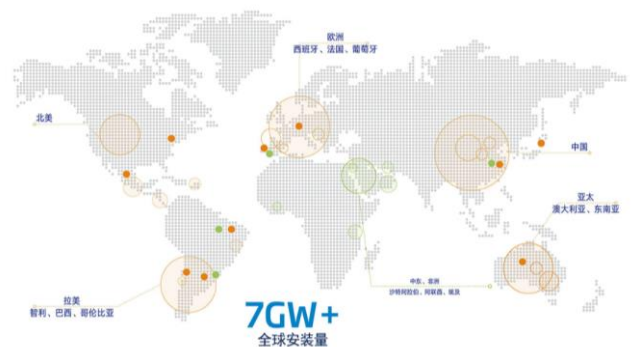 欧洲
西班牙、法国、葡萄牙
北美
中国
亚太
澳大利亚、东南亚
中东、非洲
沙特阿拉伯、阿联酋、埃及
拉美
智利、巴西、哥伦比亚
7GW+
全球安装量